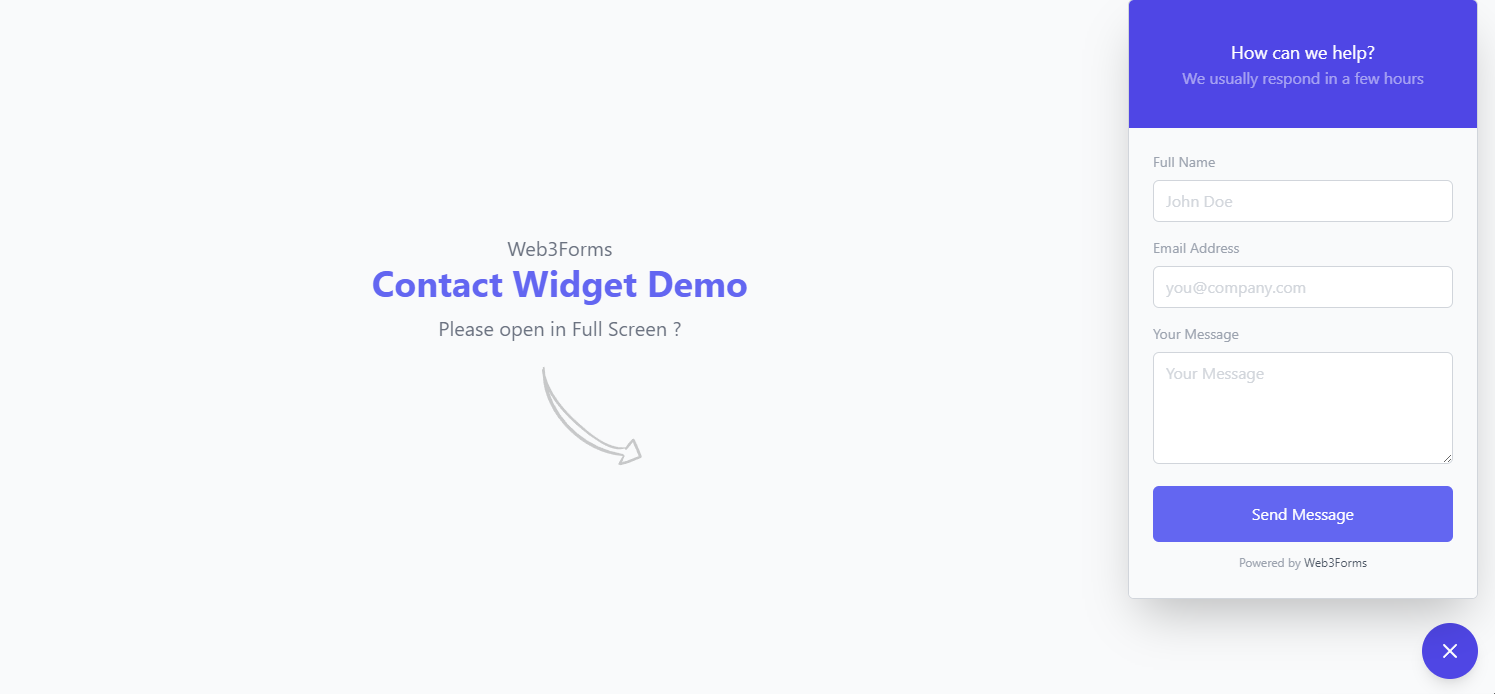 Web3Forms
Contact Widget Demo
Please open in Full Screen ?
How can we help?
We usually respond in a few hours
Full Name
John Doe
Email Address
you@company.com
Your Message
Your Message
Send Message
Powered by Web3Forms